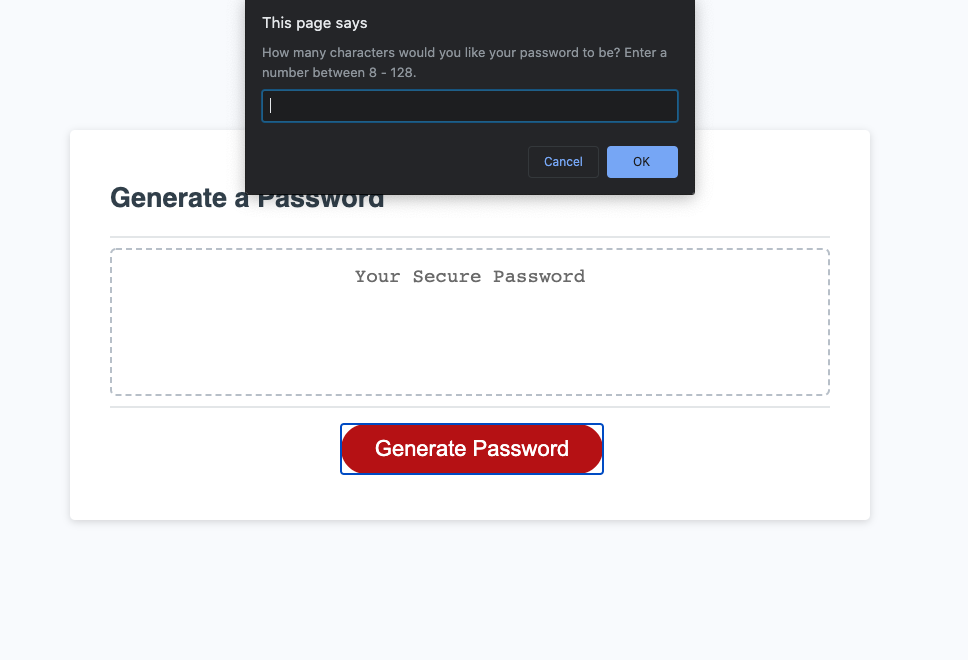 This page says
How many characters would you like your password to be? Enter a
number between 8 - 128.
Cancel
OK
Generate a Password
Your Secure Password
Generate Password